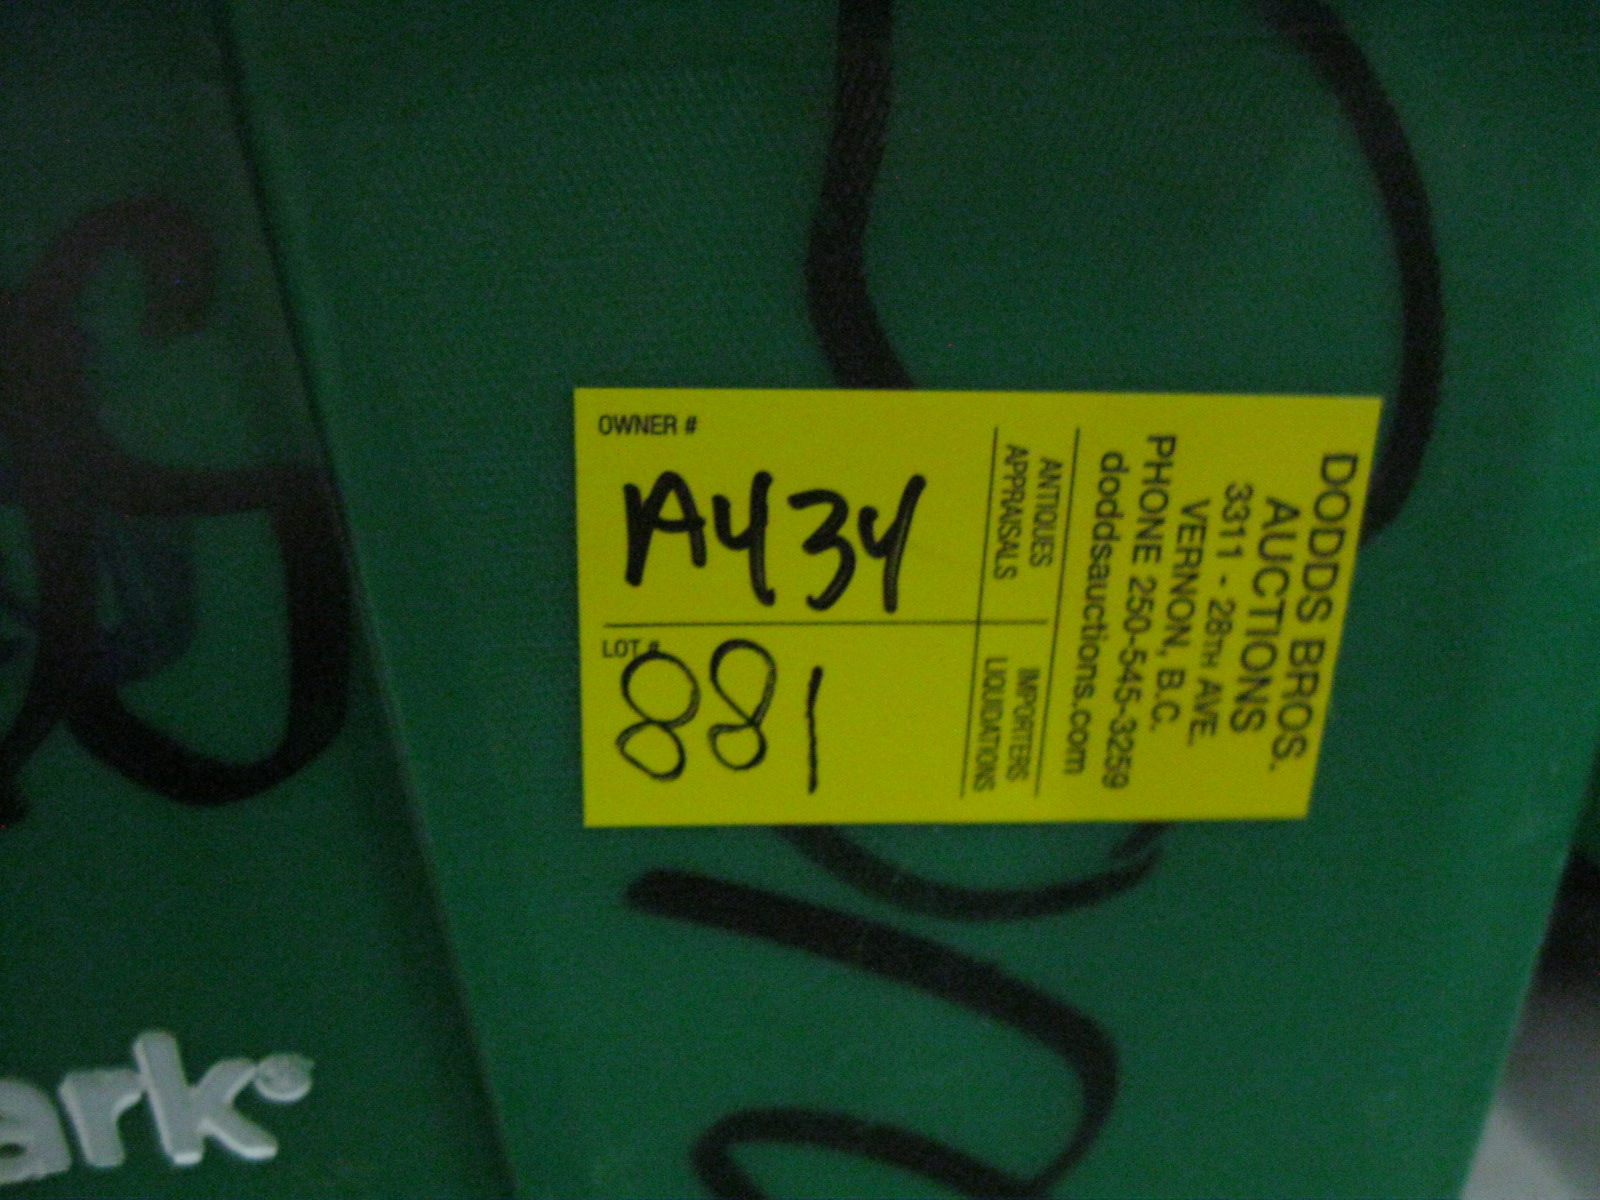 OWNER #
A434
LOT #
881
ANTIQUES
APPRAISALS
IMPORTERS
LIQUIDATIONS
DODDS BROS.
AUCTIONS
3311 - 28TH AVE.
VERNON, B.C.
PHONE 250-545-3259
doddsauctions.com
ark®